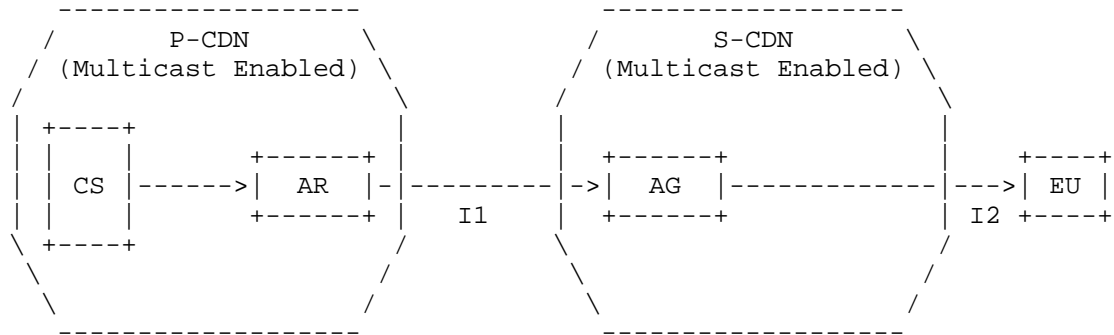 P-CDN S-CDN
(Multicast Enabled) (Multicast Enabled)
CS AR AG EU
I1 I2